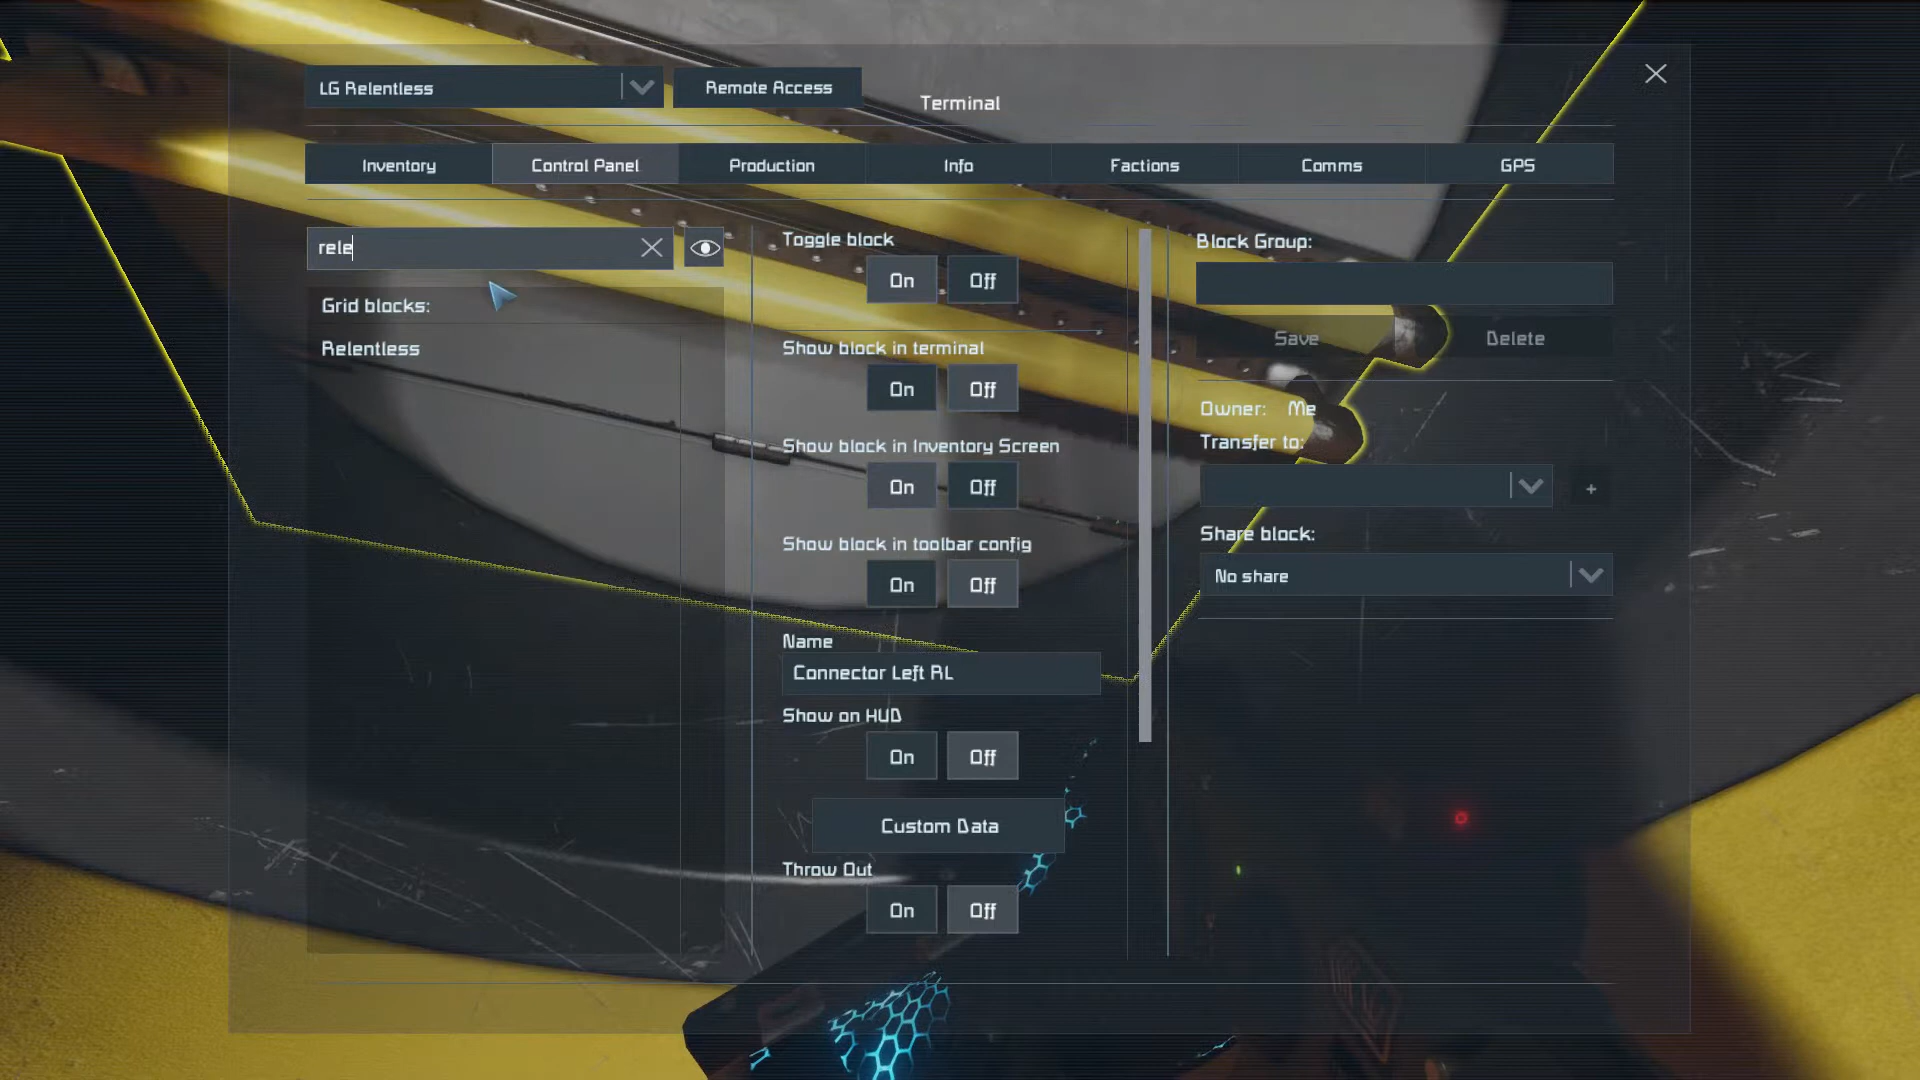 LG Relentless
Remote Access
Terminal
Inventory
Control Panel
Production
Info
Factions
Comms
GPS
rele
Grid blocks:
Relentless
Toggle block
On
Off
Show block in terminal
On
Off
Show block in Inventory Screen
On
Off
Show block in toolbar config
On
Off
Name
Connector Left RL
Show on HUD
On
Off
Custom Data
Throw Out
On
Off
Block Group:
Save
Delete
Owner: Me
Transfer to:
+
Share block:
No share